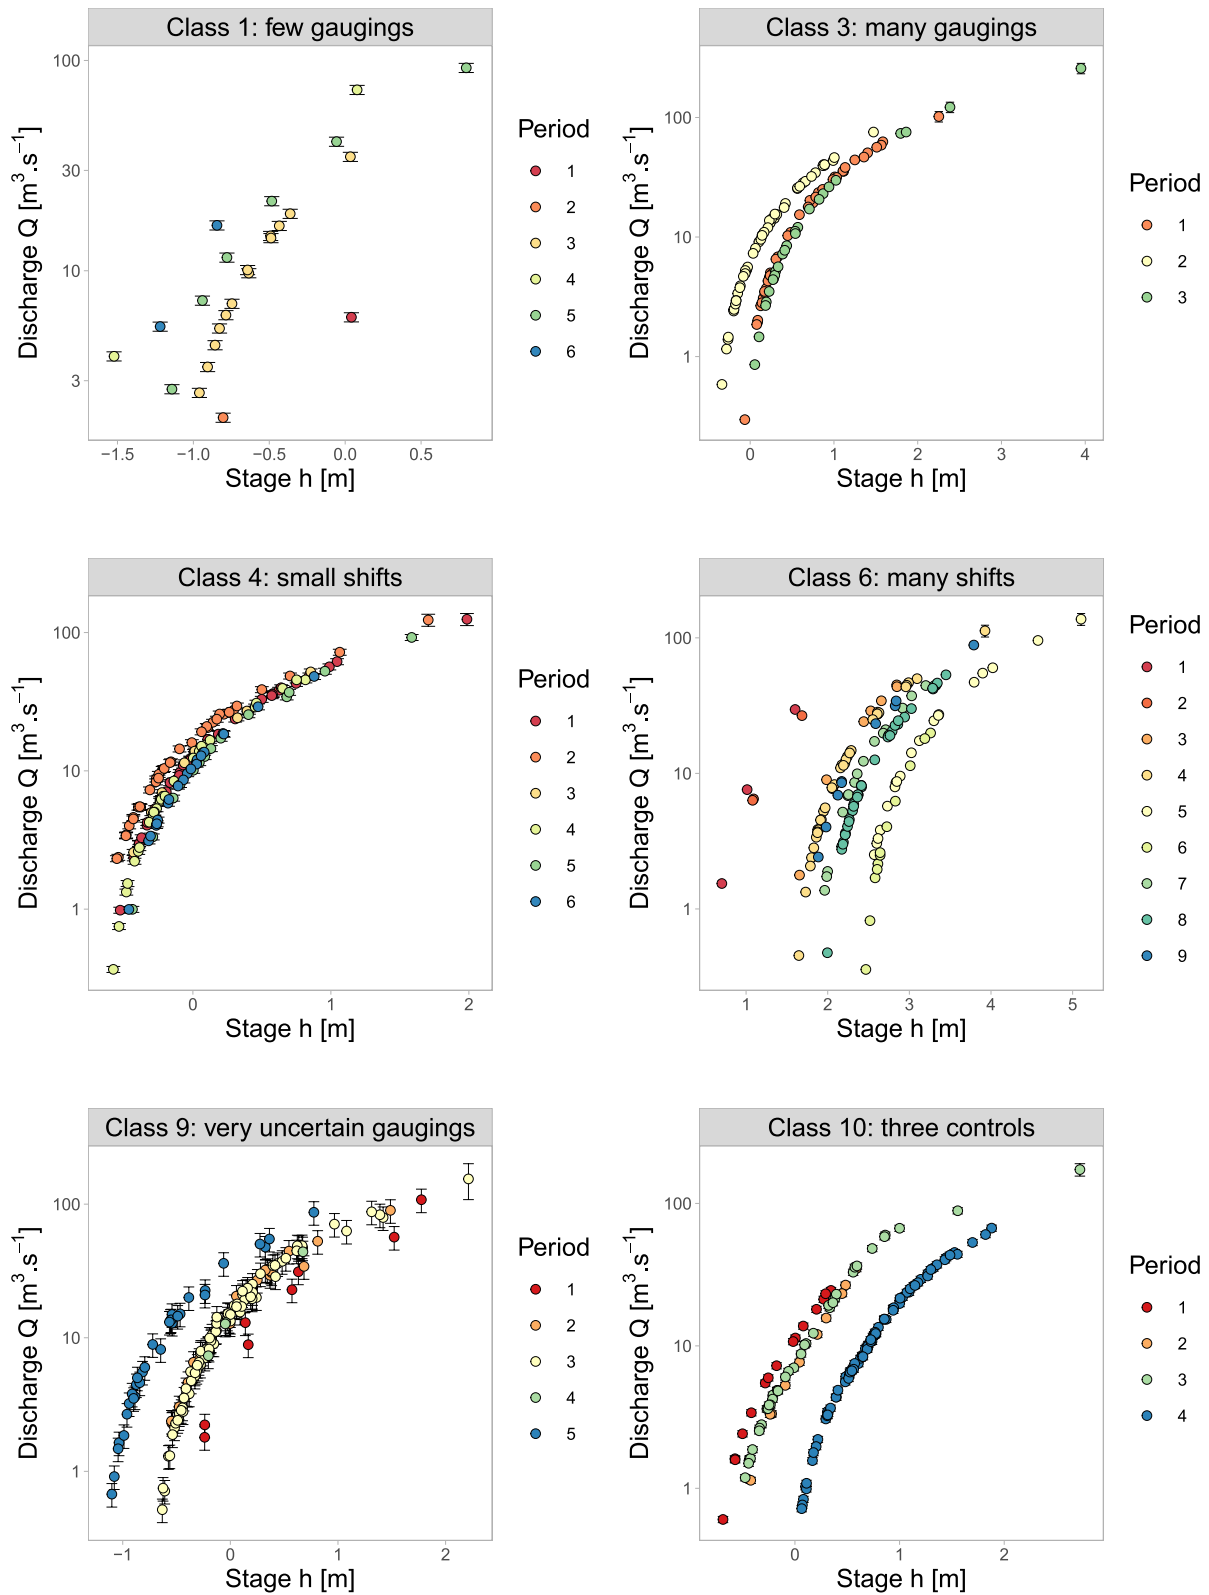 Class 1: few gaugings
Discharge Q [m³.s⁻¹]
100
30
10
3
−1.5 −1.0 −0.5 0.0 0.5
Stage h [m]
Period
1
2
3
4
5
6
Class 3: many gaugings
Discharge Q [m³.s⁻¹]
100
10
1
0 1 2 3 4
Stage h [m]
Period
1
2
3
Class 4: small shifts
Discharge Q [m³.s⁻¹]
100
10
1
0 1 2
Stage h [m]
Period
1
2
3
4
5
6
Class 6: many shifts
Discharge Q [m³.s⁻¹]
100
10
1
1 2 3 4 5
Stage h [m]
Period
1
2
3
4
5
6
7
8
9
Class 9: very uncertain gaugings
Discharge Q [m³.s⁻¹]
100
10
1
−1 0 1 2
Stage h [m]
Period
1
2
3
4
5
Class 10: three controls
Discharge Q [m³.s⁻¹]
100
10
1
0 1 2
Stage h [m]
Period
1
2
3
4